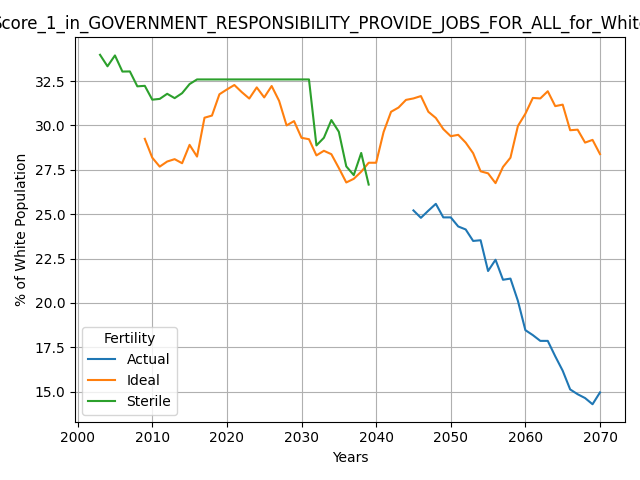 Score_1_in_GOVERNMENT_RESPONSIBILITY_PROVIDE_JOBS_FOR_ALL_for_White
% of White Population
32.5
30.0
27.5
25.0
22.5
20.0
17.5
15.0
Fertility
Actual
Ideal
Sterile
2000 2010 2020 2030 2040 2050 2060 2070
Years